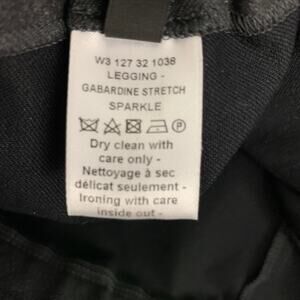 W3 127 32 1038
LEGGING -
GABARDINE STRETCH
SPARKLE
P
Dry clean with
care only -
Nettoyage à sec
délicat seulement -
Ironing with care
inside out -